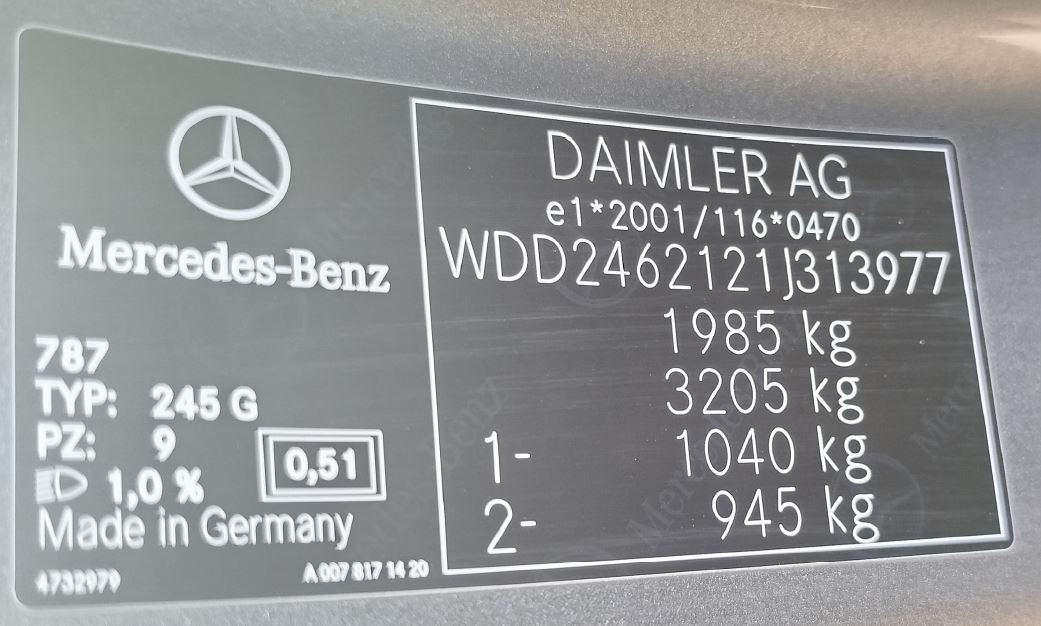 Mercedes-Benz
787
TYP: 245 G
PZ: 9
1,0 %
0,51
Made in Germany
4732979
A 007 817 14 20
DAIMLER AG
e1*2001/116*0470
WDD2462121J313977
1985 kg
3205 kg
1- 1040 kg
2- 945 kg